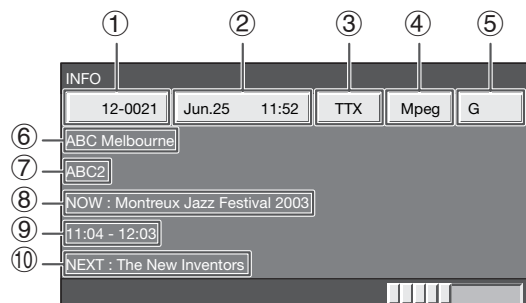 ① ② ③ ④ ⑤
INFO
12-0021 Jun.25 11:52 TTX Mpeg G
⑥ ABC Melbourne
⑦ ABC2
⑧ NOW : Montreux Jazz Festival 2003
⑨ 11:04 - 12:03
⑩ NEXT : The New Inventors